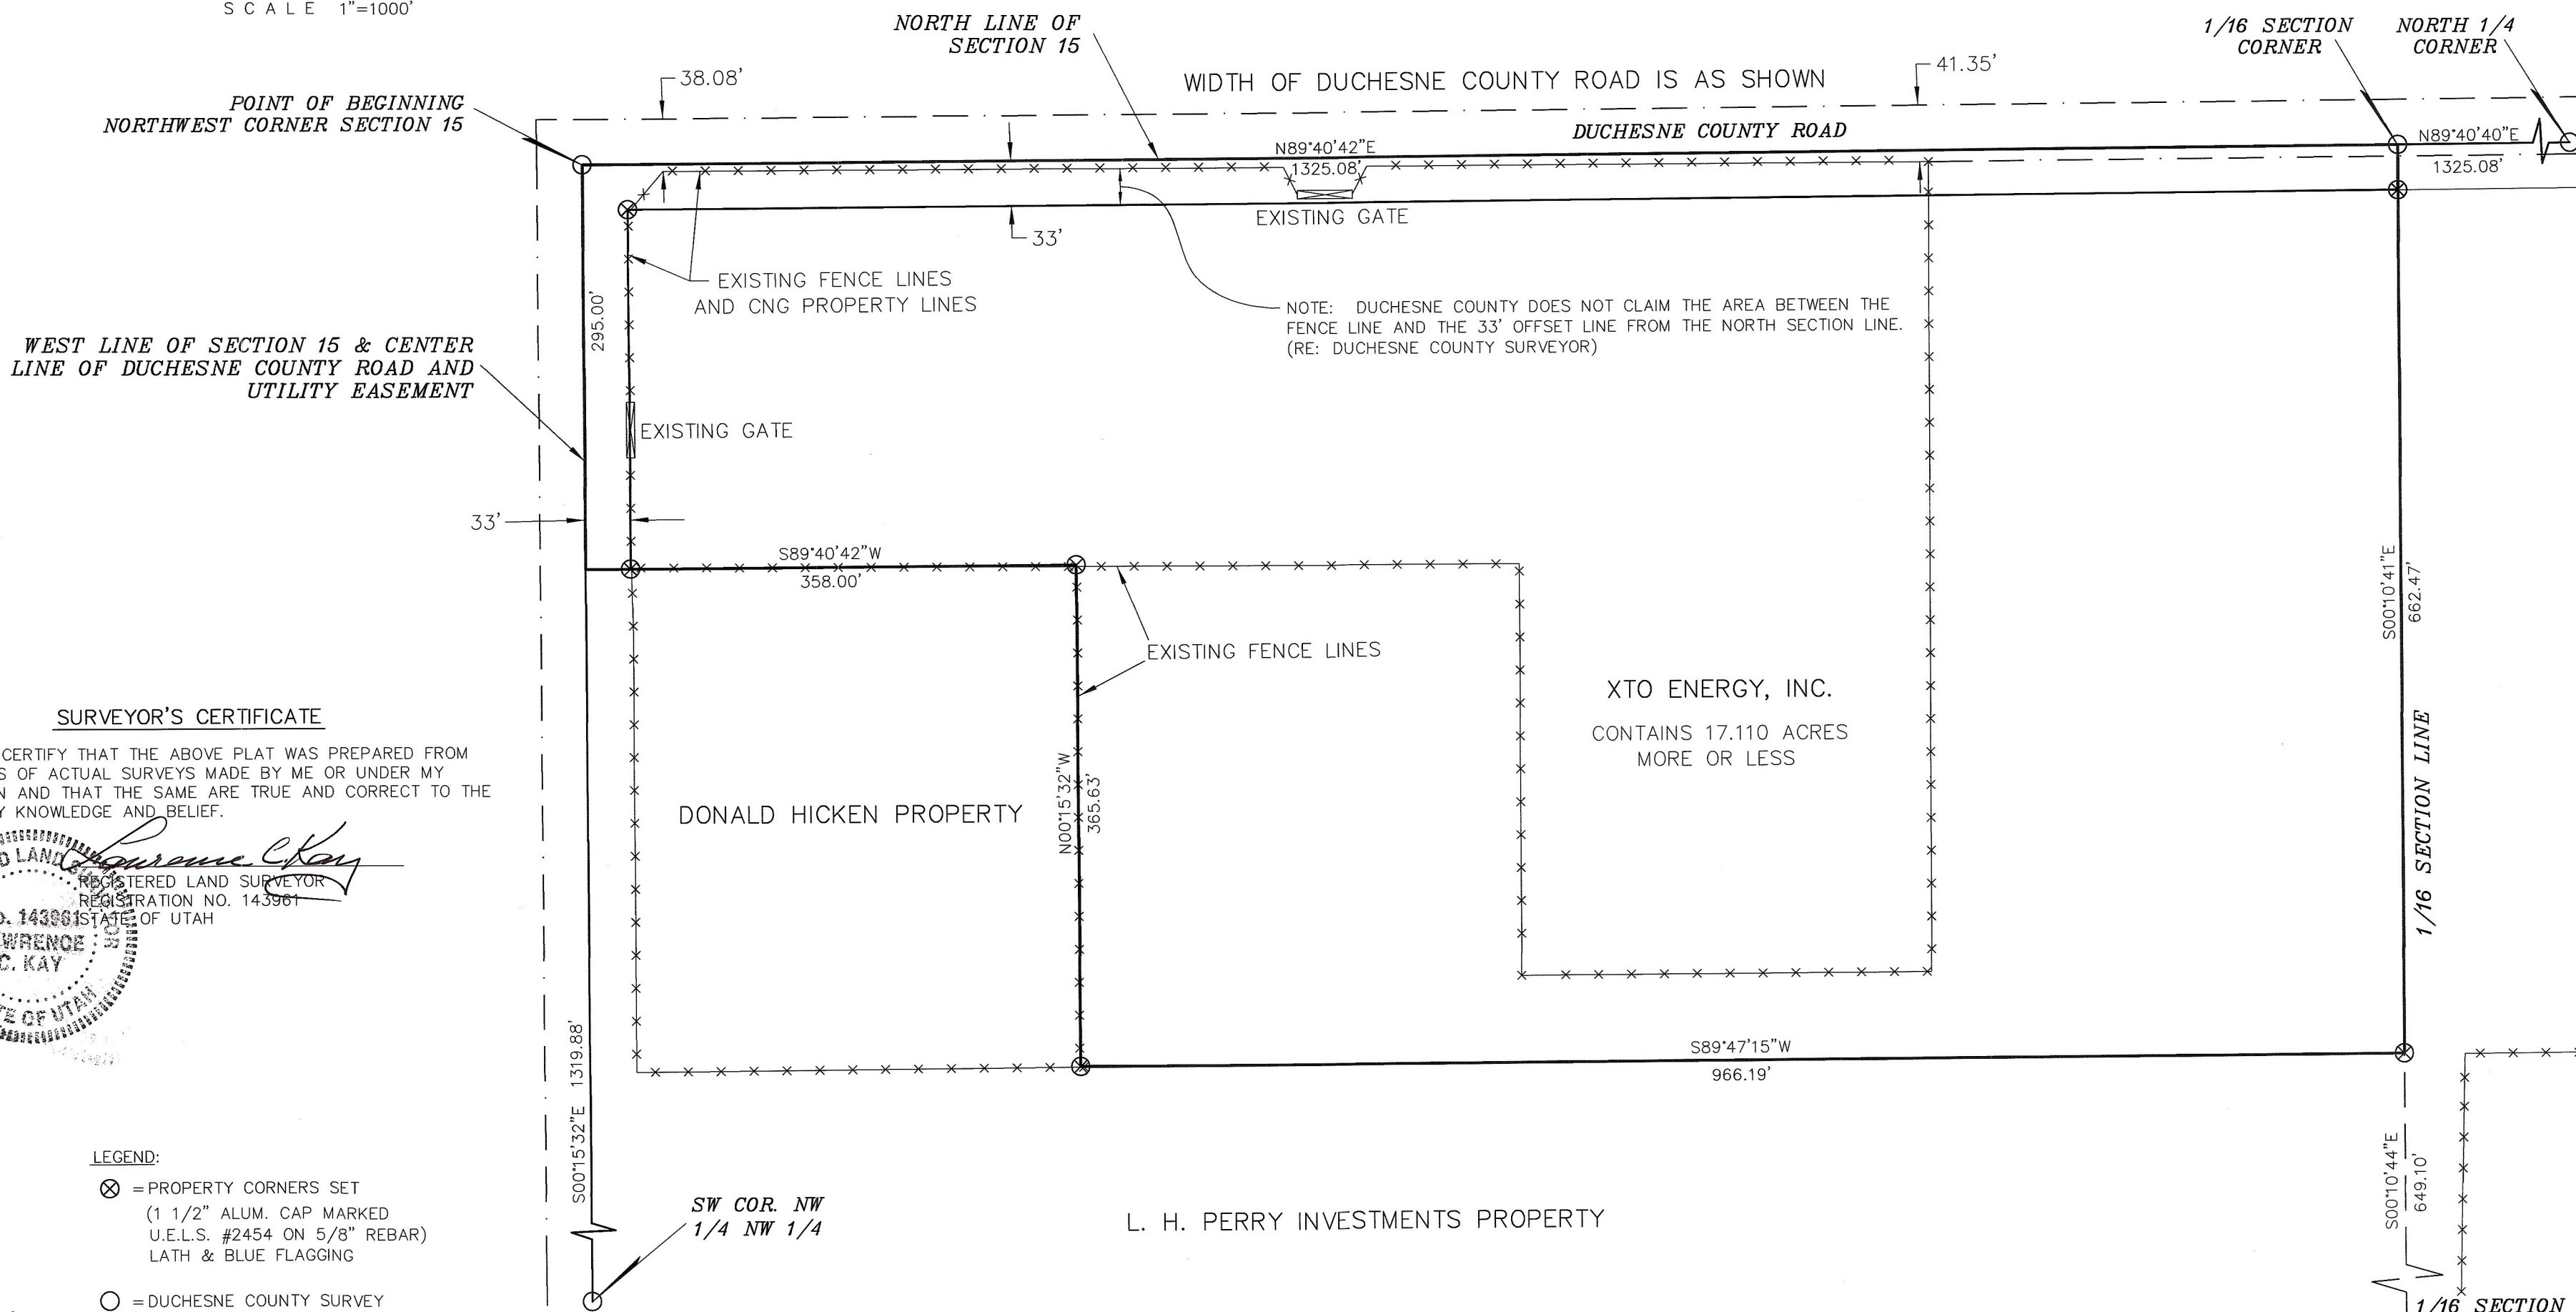 SCALE 1"=1000'
NORTH LINE OF
SECTION 15
1/16 SECTION
CORNER
NORTH 1/4
CORNER
38.08'
WIDTH OF DUCHESNE COUNTY ROAD IS AS SHOWN
41.35'
POINT OF BEGINNING
NORTHWEST CORNER SECTION 15
DUCHESNE COUNTY ROAD
N89°40'42"E
1325.08'
N89°40'40"E
1325.08'
EXISTING GATE
33'
EXISTING FENCE LINES
AND CNG PROPERTY LINES
295.00'
NOTE: DUCHESNE COUNTY DOES NOT CLAIM THE AREA BETWEEN THE
FENCE LINE AND THE 33' OFFSET LINE FROM THE NORTH SECTION LINE.
(RE: DUCHESNE COUNTY SURVEYOR)
WEST LINE OF SECTION 15 & CENTER
LINE OF DUCHESNE COUNTY ROAD AND
UTILITY EASEMENT
EXISTING GATE
33'
S89°40'42"W
358.00'
S00°10'41"E
662.47'
EXISTING FENCE LINES
XTO ENERGY, INC.
CONTAINS 17.110 ACRES
MORE OR LESS
SURVEYOR'S CERTIFICATE
CERTIFY THAT THE ABOVE PLAT WAS PREPARED FROM
S OF ACTUAL SURVEYS MADE BY ME OR UNDER MY
N AND THAT THE SAME ARE TRUE AND CORRECT TO THE
Y KNOWLEDGE AND BELIEF.
Lawrence C. Kay
REGISTERED LAND SURVEYOR
REGISTRATION NO. 143961
STATE OF UTAH
D LAND SURVEYOR
O. 143961
WRENCE
C. KAY
TE OF UTAH
DONALD HICKEN PROPERTY
N00°15'32"W
365.63'
1/16 SECTION LINE
S89°47'15"W
966.19'
S00°15'32"E 1319.88'
S00°10'44"E
649.10'
LEGEND:
= PROPERTY CORNERS SET
(1 1/2" ALUM. CAP MARKED
U.E.L.S. #2454 ON 5/8" REBAR)
LATH & BLUE FLAGGING
= DUCHESNE COUNTY SURVEY
SW COR. NW
1/4 NW 1/4
L. H. PERRY INVESTMENTS PROPERTY
1/16 SECTION